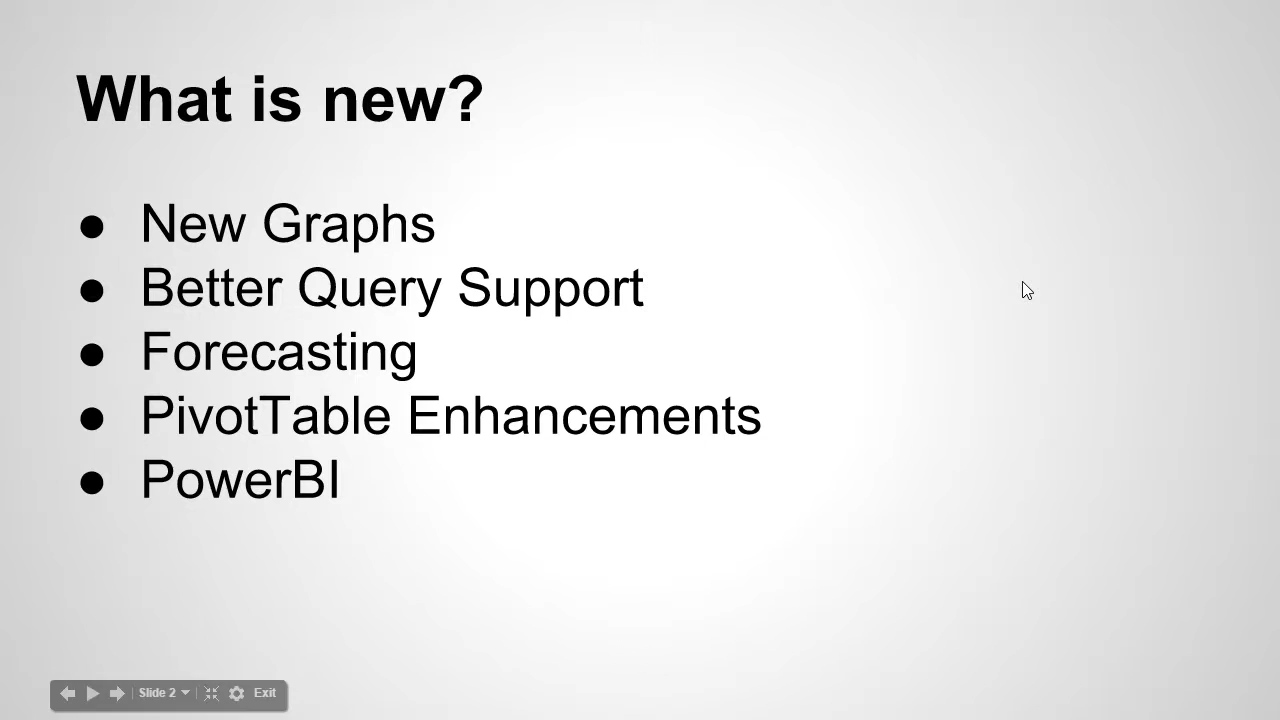 What is new?
● New Graphs
● Better Query Support
● Forecasting
● PivotTable Enhancements
● PowerBI
Slide 2 Exit